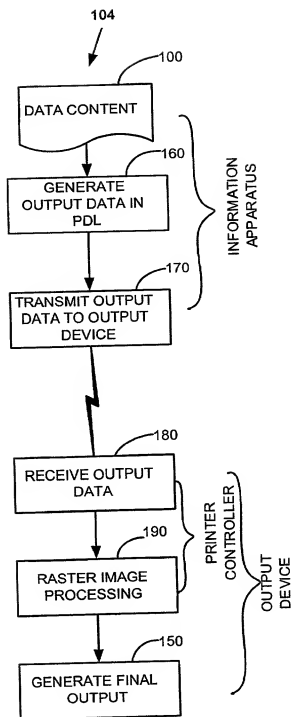 104
100
DATA CONTENT
160
GENERATE
OUTPUT DATA IN
PDL
INFORMATION
APPARATUS
170
TRANSMIT OUTPUT
DATA TO OUTPUT
DEVICE
180
RECEIVE OUTPUT
DATA
190
RASTER IMAGE
PROCESSING
PRINTER
CONTROLLER
OUTPUT
DEVICE
150
GENERATE FINAL
OUTPUT